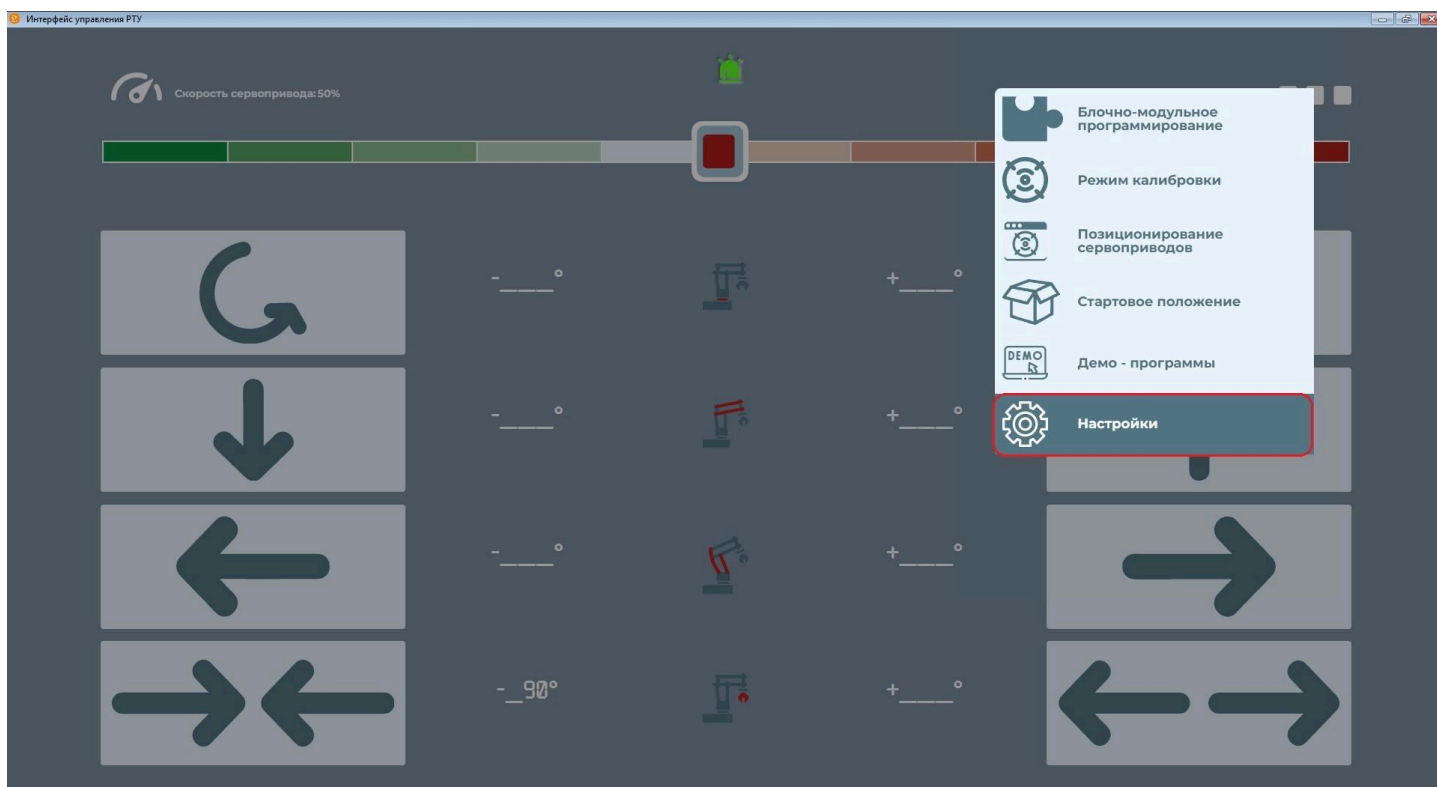 Интерфейс управления РТУ
Скорость сервопривода: 50%
Блочно-модульное
программирование
Режим калибровки
Позиционирование
сервоприводов
Стартовое положение
DEMO
Демо - программы
Настройки
-___° +___°
-___° +___°
-___° +___°
-_90° +___°